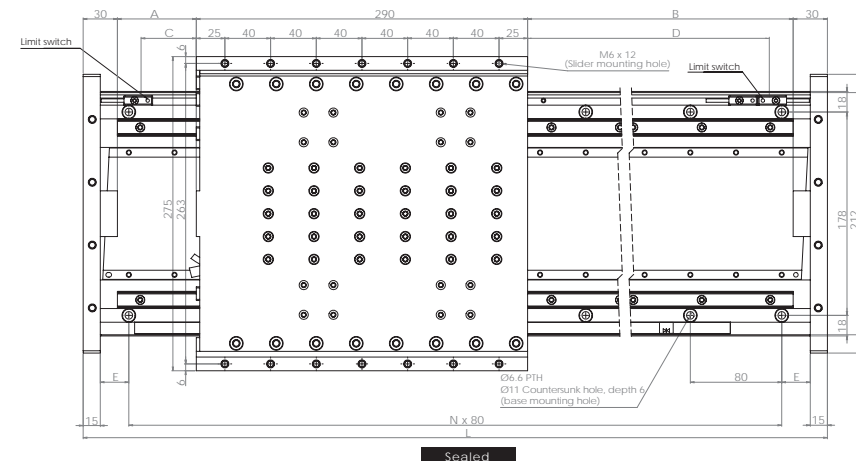 30 A 290 B 30
C 25 40 40 40 40 40 40 25 D
6
Limit switch
M6 x 12
(Slider mounting hole)
Limit switch
18
275
263
178
212
18
6
Ø6.6 PTH
Ø11 Countersunk hole, depth 6
(base mounting hole)
E 80 E
15 N x 80 15
L
Sealed